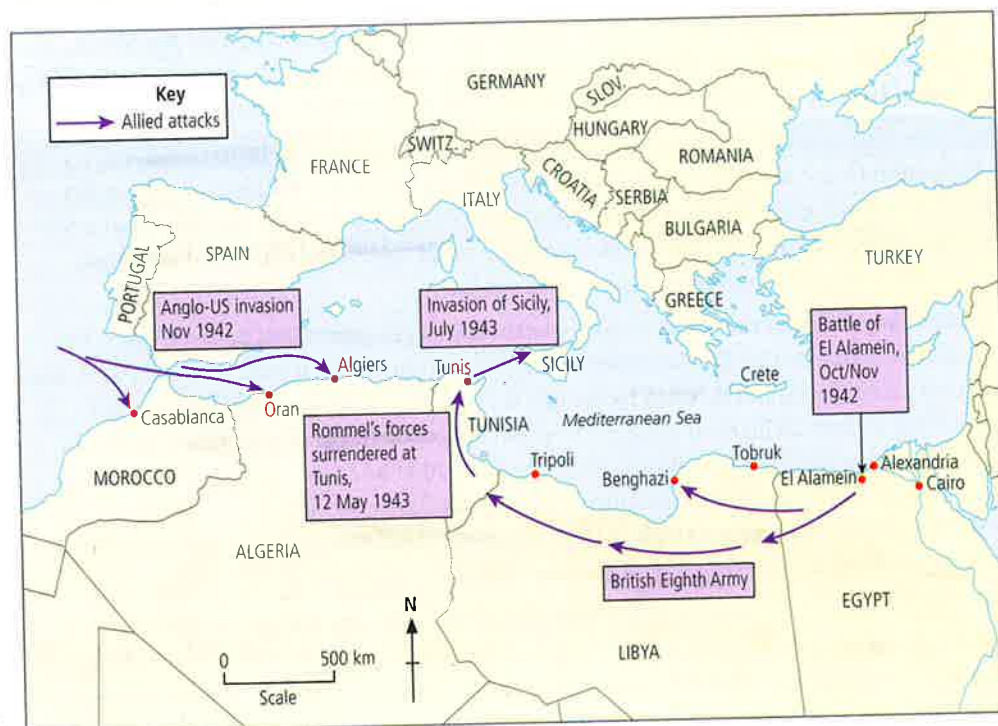 Key
Allied attacks
GERMANY
SLOV.
HUNGARY
SWITZ.
ROMANIA
FRANCE
CROATIA
ITALY
SERBIA
BULGARIA
PORTUGAL
SPAIN
TURKEY
GREECE
Anglo-US invasion
Nov 1942
Invasion of Sicily,
July 1943
Battle of
El Alamein,
Oct/Nov
1942
Algiers
Tunis
SICILY
Crete
Oran
Casablanca
TUNISIA
Mediterranean Sea
Rommel's forces
surrendered at
Tunis,
12 May 1943
Tripoli
Tobruk
Benghazi
El Alamein
Alexandria
Cairo
MOROCCO
ALGERIA
British Eighth Army
EGYPT
LIBYA
N
0 500 km
Scale